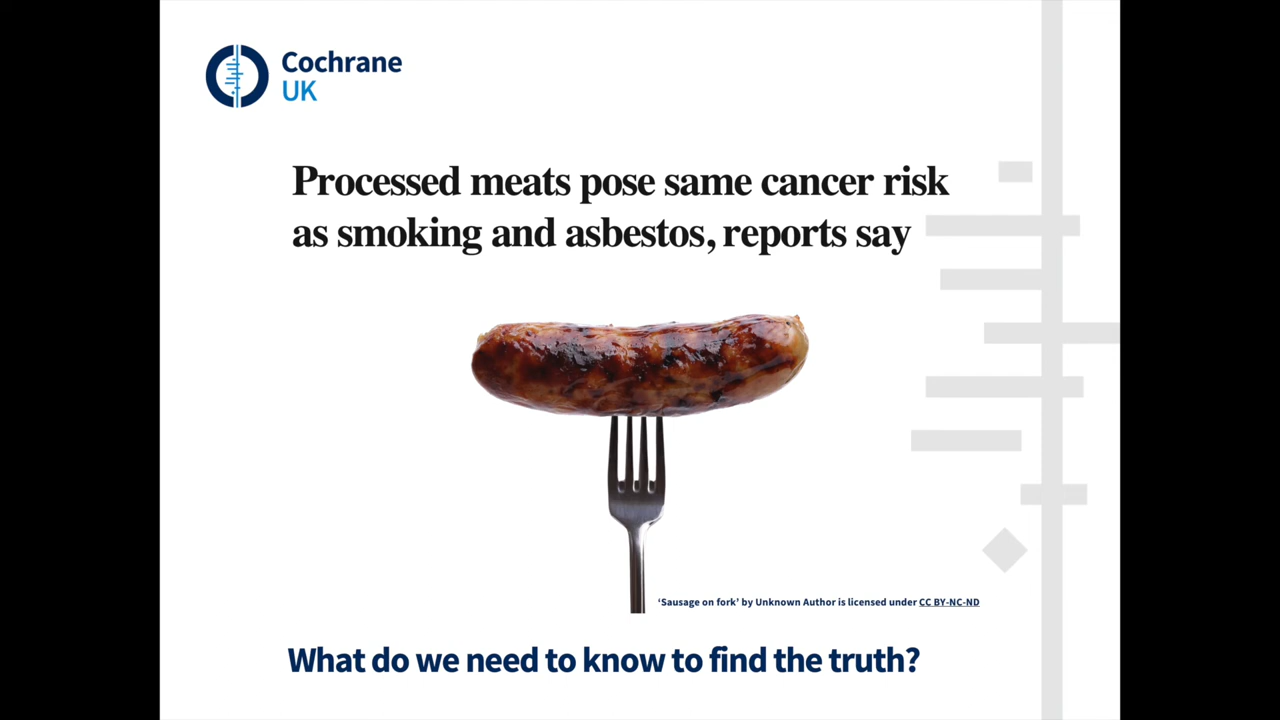 Cochrane
UK
Processed meats pose same cancer risk
as smoking and asbestos, reports say
‘Sausage on fork’ by Unknown Author is licensed under CC BY-NC-ND
What do we need to know to find the truth?